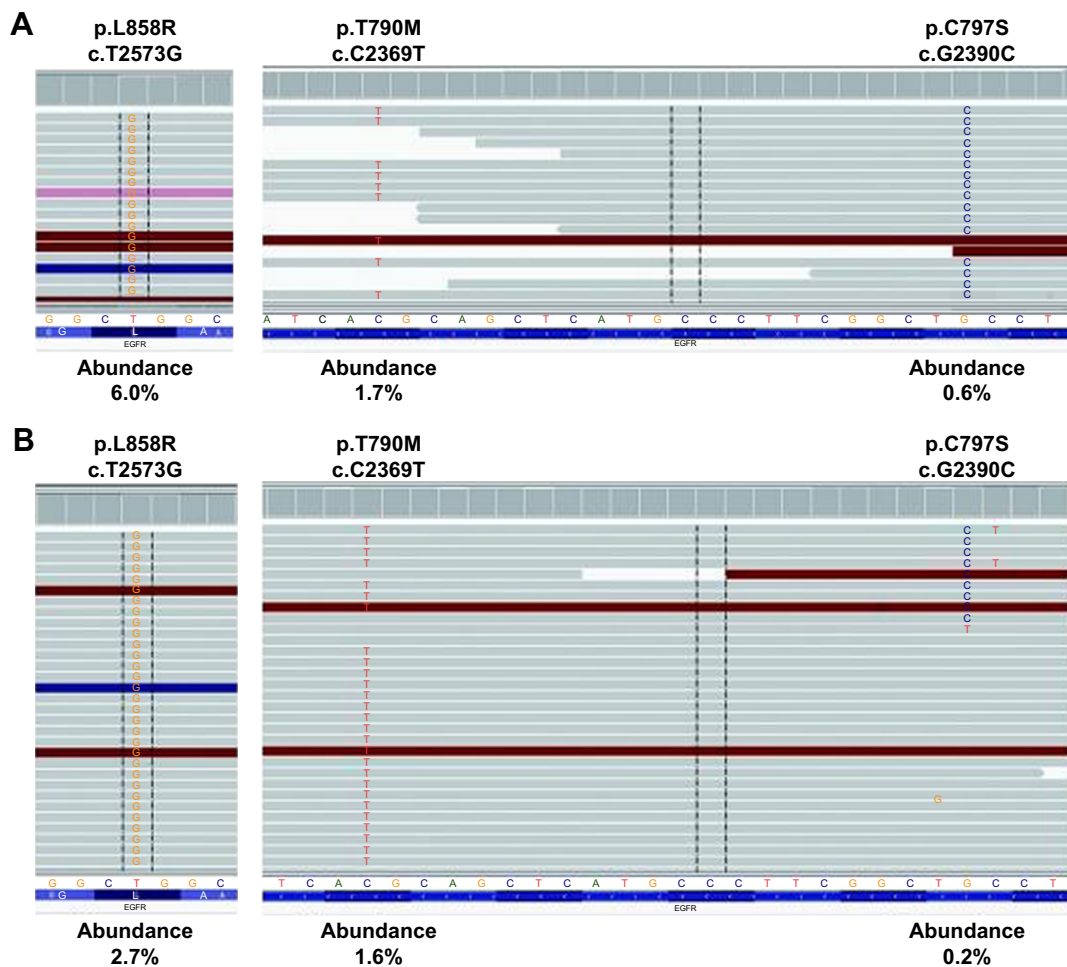 A
p.L858R
c.T2573G
p.T790M
c.C2369T
p.C797S
c.G2390C
G G C T G G C
G L A
EGFR
A T C A C G C A G C T C A T G C C C T T C G G C T G C C T
EGFR
Abundance
6.0%
Abundance
1.7%
Abundance
0.6%
B
p.L858R
c.T2573G
p.T790M
c.C2369T
p.C797S
c.G2390C
G G C T G G C
G L A
EGFR
T C A C G C A G C T C A T G C C C T T C G G C T G C C T
EGFR
Abundance
2.7%
Abundance
1.6%
Abundance
0.2%